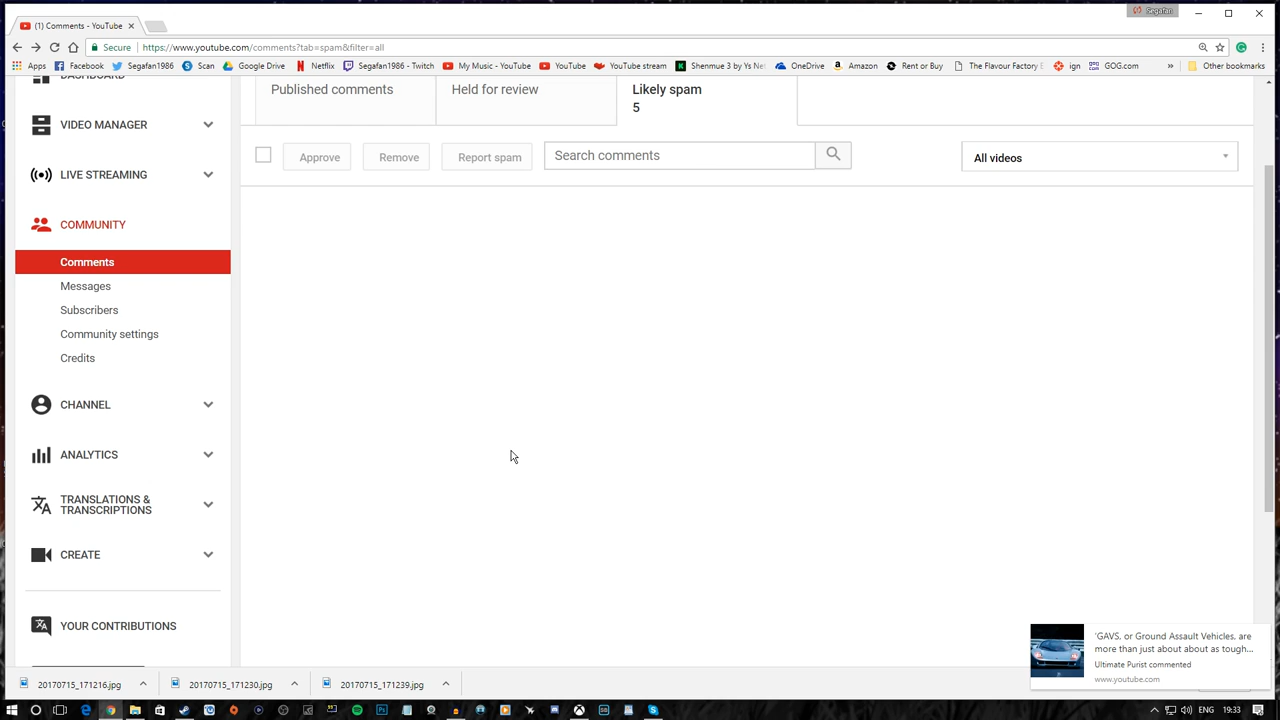 Segafan
(1) Comments - YouTube
Secure https://www.youtube.com/comments?tab=spam&filter=all
Apps Facebook Segafan1986 Scan Google Drive Netflix Segafan1986 - Twitch My Music - YouTube YouTube YouTube stream Shenmue 3 by Ys Net OneDrive Amazon Rent or Buy The Flavour Factory E ign GOG.com » Other bookmarks
DASHBOARD
Published comments Held for review Likely spam
5
VIDEO MANAGER
Approve Remove Report spam Search comments All videos
LIVE STREAMING
COMMUNITY
Comments
Messages
Subscribers
Community settings
Credits
CHANNEL
ANALYTICS
TRANSLATIONS &
TRANSCRIPTIONS
CREATE
YOUR CONTRIBUTIONS
'GAVS, or Ground Assault Vehicles, are
more than just about about as tough...
Ultimate Purist commented
www.youtube.com
20170715_171216.jpg 20170715_171230.jpg 20170715_171239.jpg
ENG 19:33